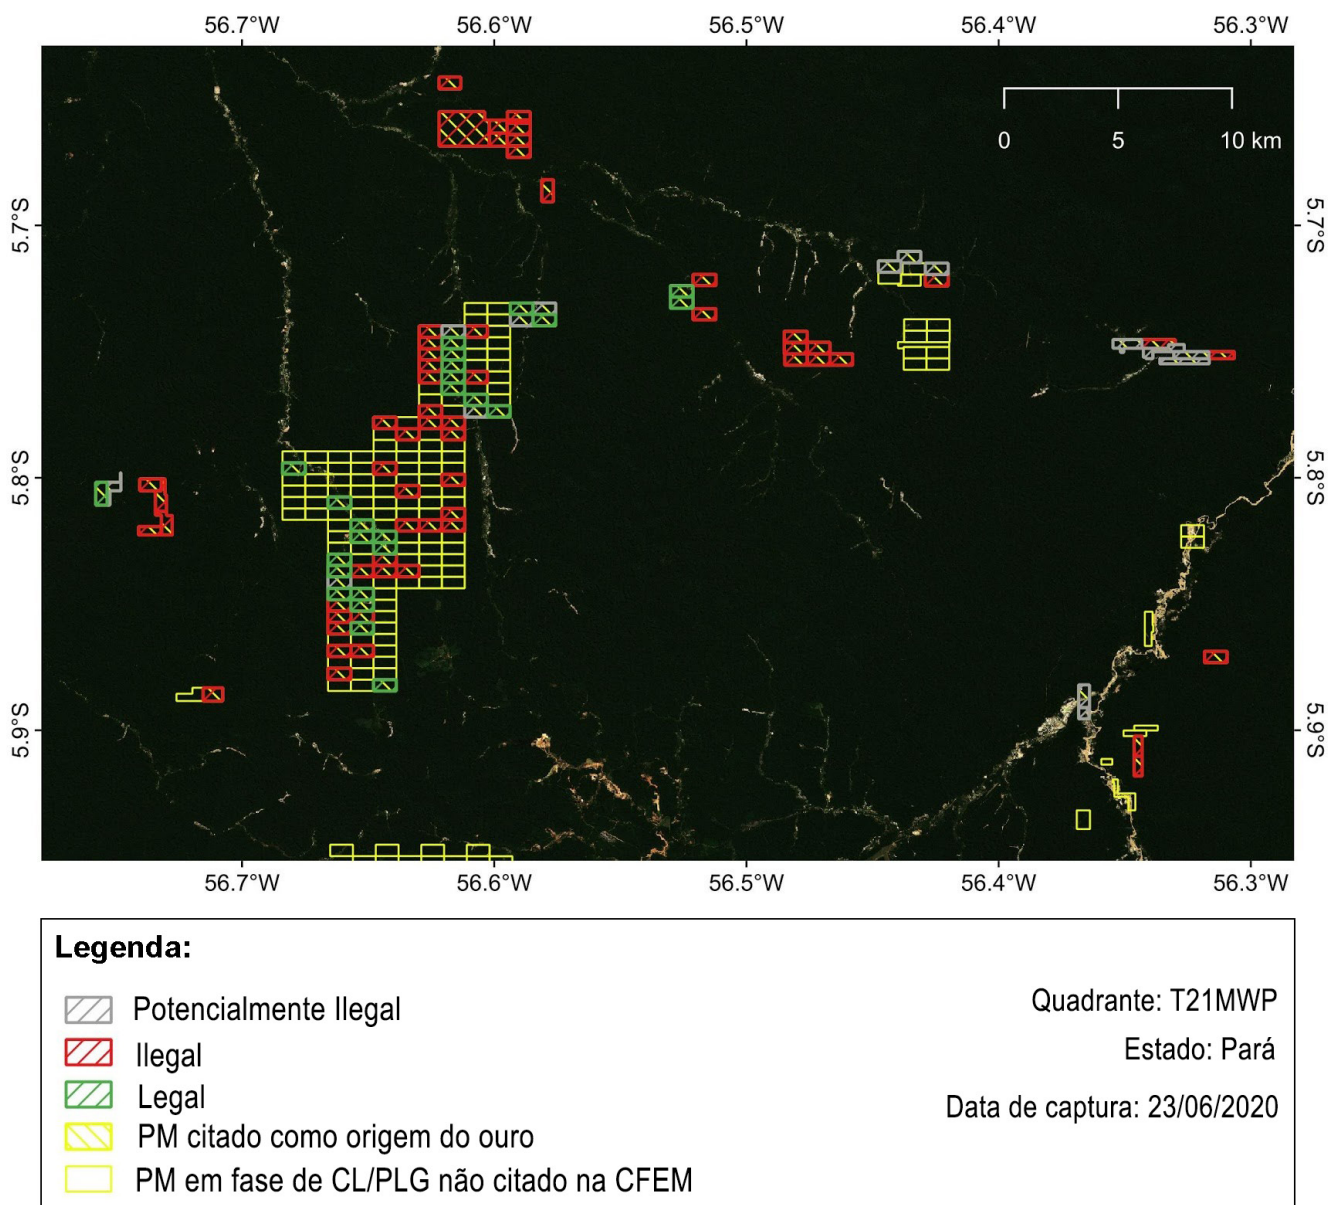 56.7°W 56.6°W 56.5°W 56.4°W 56.3°W
0 5 10 km
5.7°S 5.7°S
5.8°S 5.8°S
5.9°S 5.9°S
56.7°W 56.6°W 56.5°W 56.4°W 56.3°W
Legenda:
Potencialmente Ilegal
Ilegal
Legal
PM citado como origem do ouro
PM em fase de CL/PLG não citado na CFEM
Quadrante: T21MWP
Estado: Pará
Data de captura: 23/06/2020